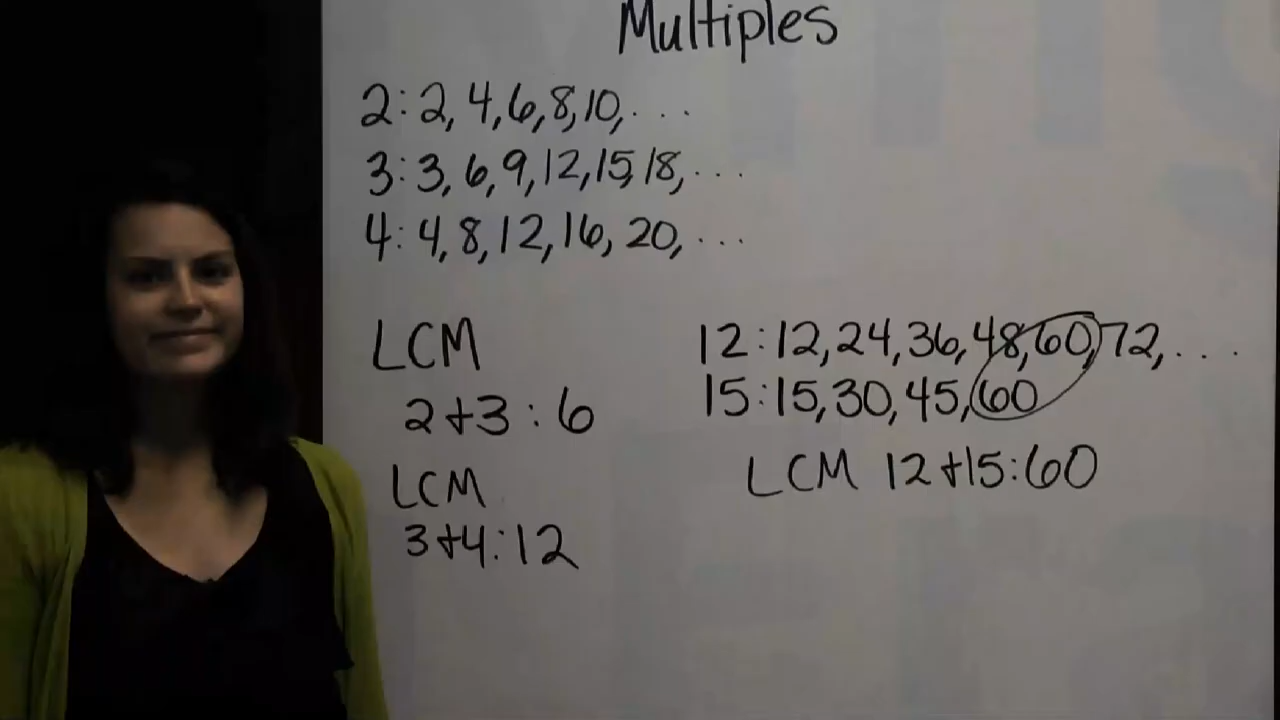 Multiples
2: 2, 4, 6, 8, 10, ...
3: 3, 6, 9, 12, 15, 18, ...
4: 4, 8, 12, 16, 20, ...
LCM
2+3: 6
LCM
3+4: 12
12: 12, 24, 36, 48, 60, 72, ...
15: 15, 30, 45, 60
LCM 12+15: 60